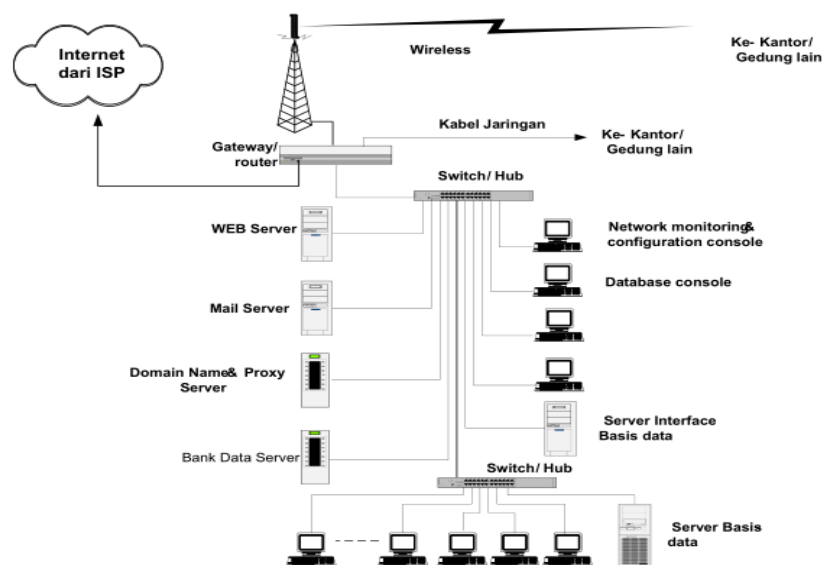 Internet
dari ISP
Wireless
Ke- Kantor/
Gedung lain
Kabel Jaringan
Ke- Kantor/
Gedung lain
Gateway/
router
Switch/ Hub
WEB Server
Network monitoring&
configuration console
Mail Server
Database console
Domain Name& Proxy
Server
Server Interface
Basis data
Bank Data Server
Switch/ Hub
Server Basis
data